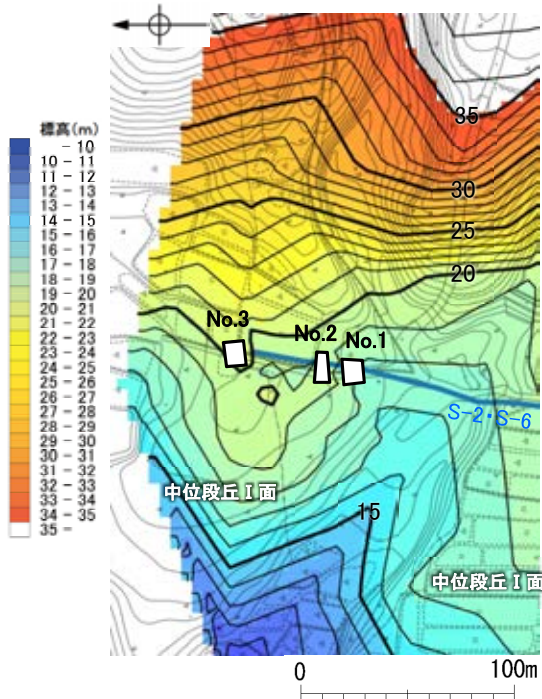 標高(m)
- 10
10 - 11
11 - 12
12 - 13
13 - 14
14 - 15
15 - 16
16 - 17
17 - 18
18 - 19
19 - 20
20 - 21
21 - 22
22 - 23
23 - 24
24 - 25
25 - 26
26 - 27
27 - 28
28 - 29
29 - 30
30 - 31
31 - 32
32 - 33
33 - 34
34 - 35
35 -
35
30
25
20
No.3
No.2
No.1
S-2・S-6
中位段丘Ⅰ面
15
中位段丘Ⅰ面
0 100m